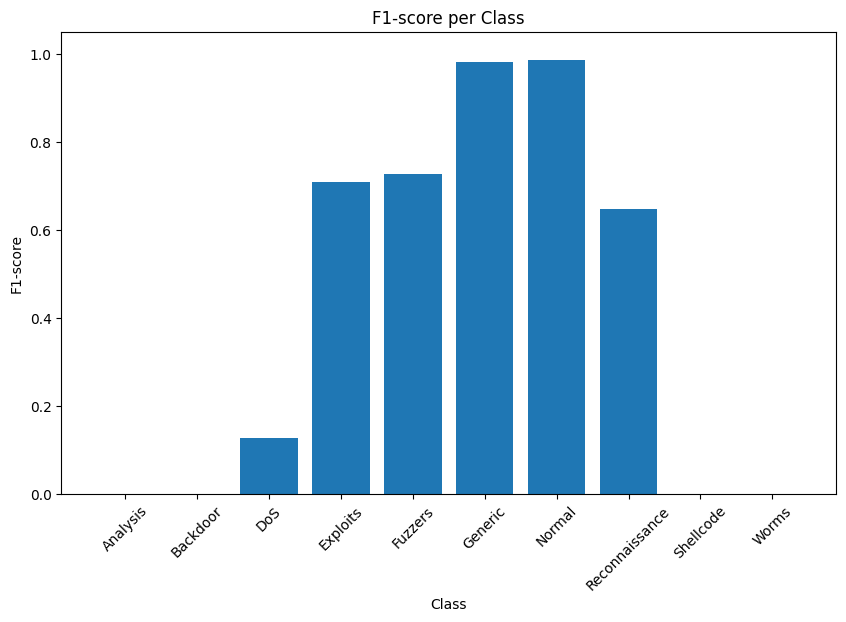 F1-score per Class
F1-score
1.0
0.8
0.6
0.4
0.2
0.0
Analysis
Backdoor
DoS
Exploits
Fuzzers
Generic
Normal
Reconnaissance
Shellcode
Worms
Class